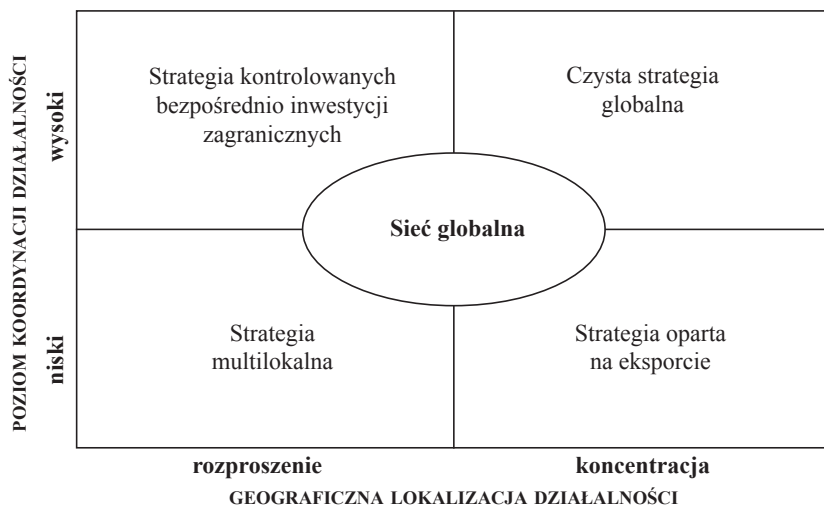 POZIOM KOORDYNACJI DZIAŁALNOŚCI
wysoki
Strategia kontrolowanych
bezpośrednio inwestycji
zagranicznych
Czysta strategia
globalna
Sieć globalna
niski
Strategia
multilokalna
Strategia oparta
na eksporcie
rozproszenie
koncentracja
GEOGRAFICZNA LOKALIZACJA DZIAŁALNOŚCI